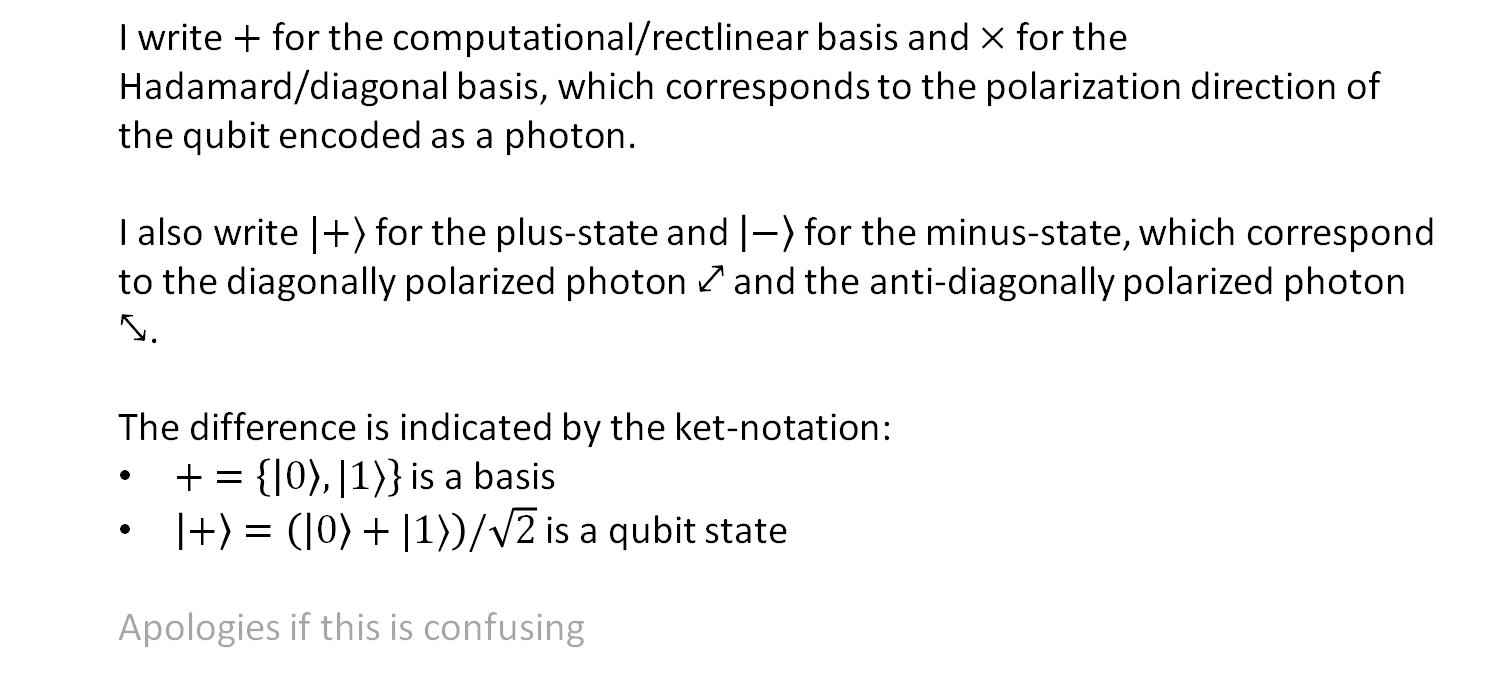 I write + for the computational/rectlinear basis and × for the
Hadamard/diagonal basis, which corresponds to the polarization direction of
the qubit encoded as a photon.
I also write |+⟩ for the plus-state and |−⟩ for the minus-state, which correspond
to the diagonally polarized photon ⤢ and the anti-diagonally polarized photon
⤡.
The difference is indicated by the ket-notation:
• + = {|0⟩, |1⟩} is a basis
• |+⟩ = (|0⟩ + |1⟩)/√2 is a qubit state
Apologies if this is confusing